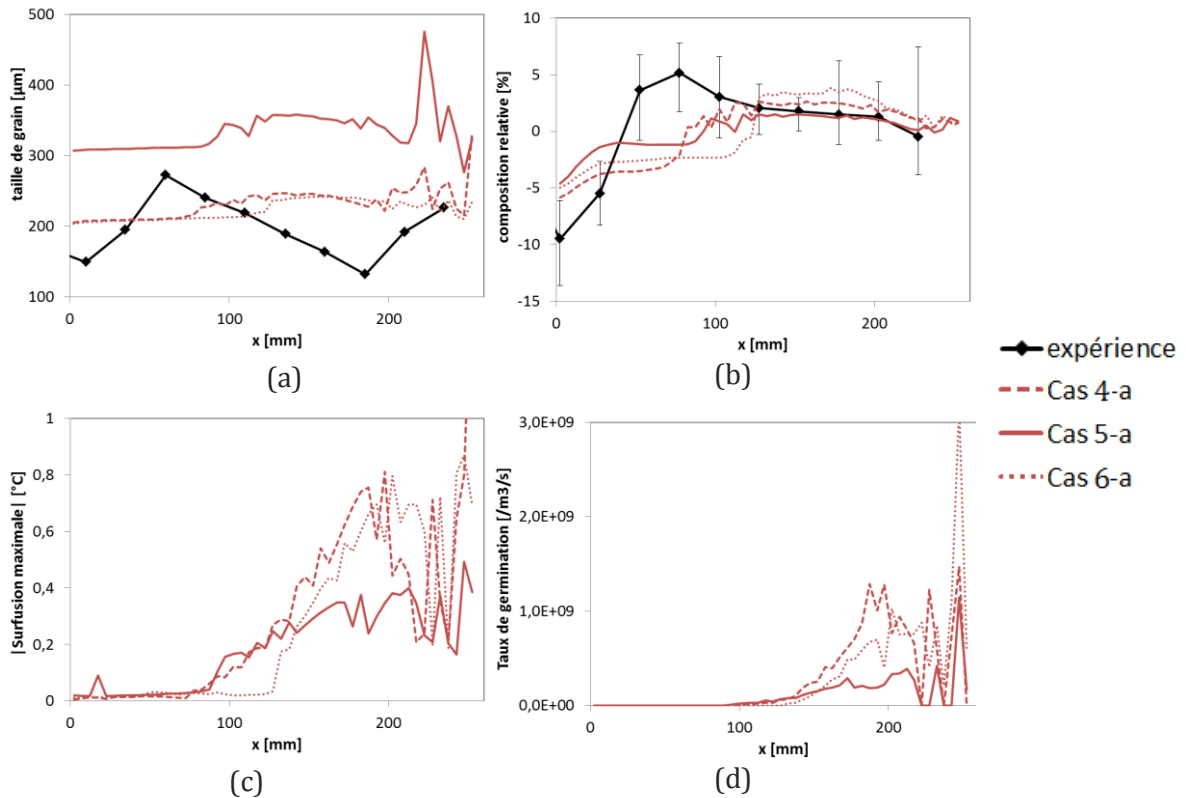 500
400
300
200
100
taille de grain [µm]
0
100
200
x [mm]
(a)
10
5
0
-5
-10
-15
composition relative [%]
0
100
200
x [mm]
(b)
expérience
Cas 4-a
Cas 5-a
Cas 6-a
1
0,8
0,6
0,4
0,2
0
|Surfusion maximale| [°C]
0
100
200
x [mm]
(c)
3,0E+09
2,0E+09
1,0E+09
0,0E+00
Taux de germination [/m3/s]
0
100
200
x [mm]
(d)